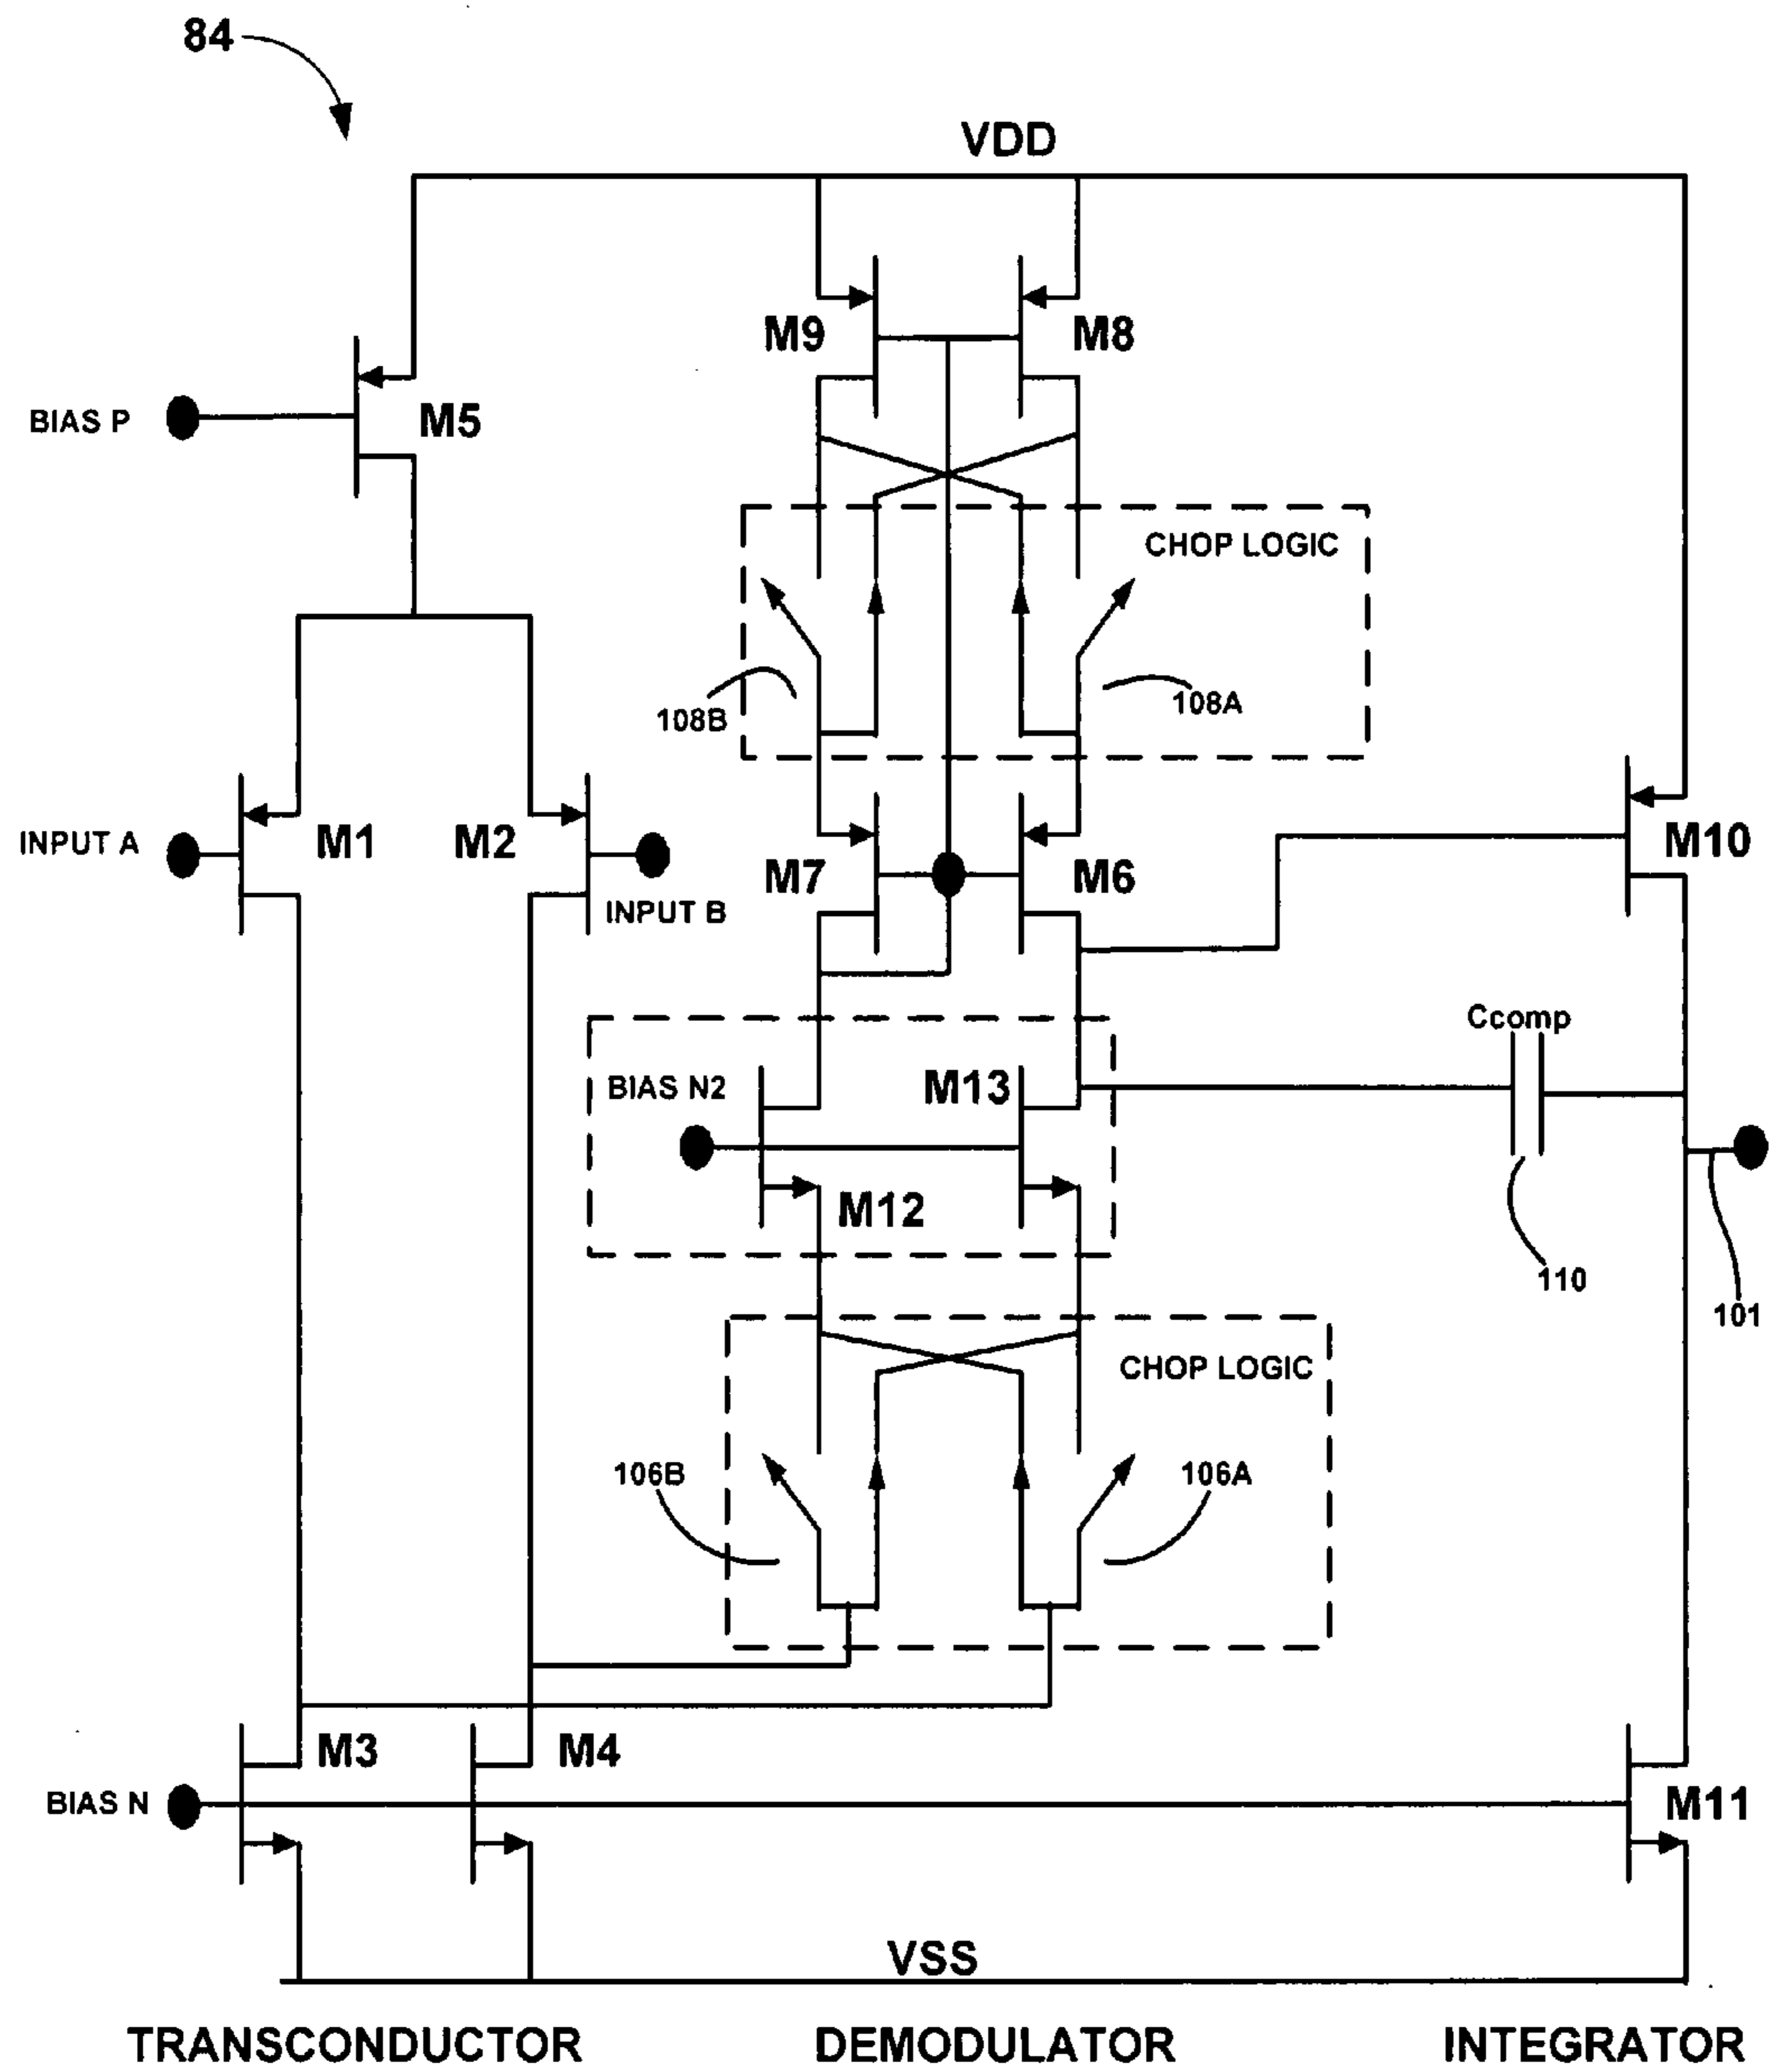 84
VDD
M9
M8
BIAS P
M5
CHOP LOGIC
108B
108A
INPUT A
M1
M2
INPUT B
M7
M6
M10
Ccomp
BIAS N2
M13
M12
110
101
CHOP LOGIC
106B
106A
M3
M4
BIAS N
M11
VSS
TRANSCONDUCTOR
DEMODULATOR
INTEGRATOR